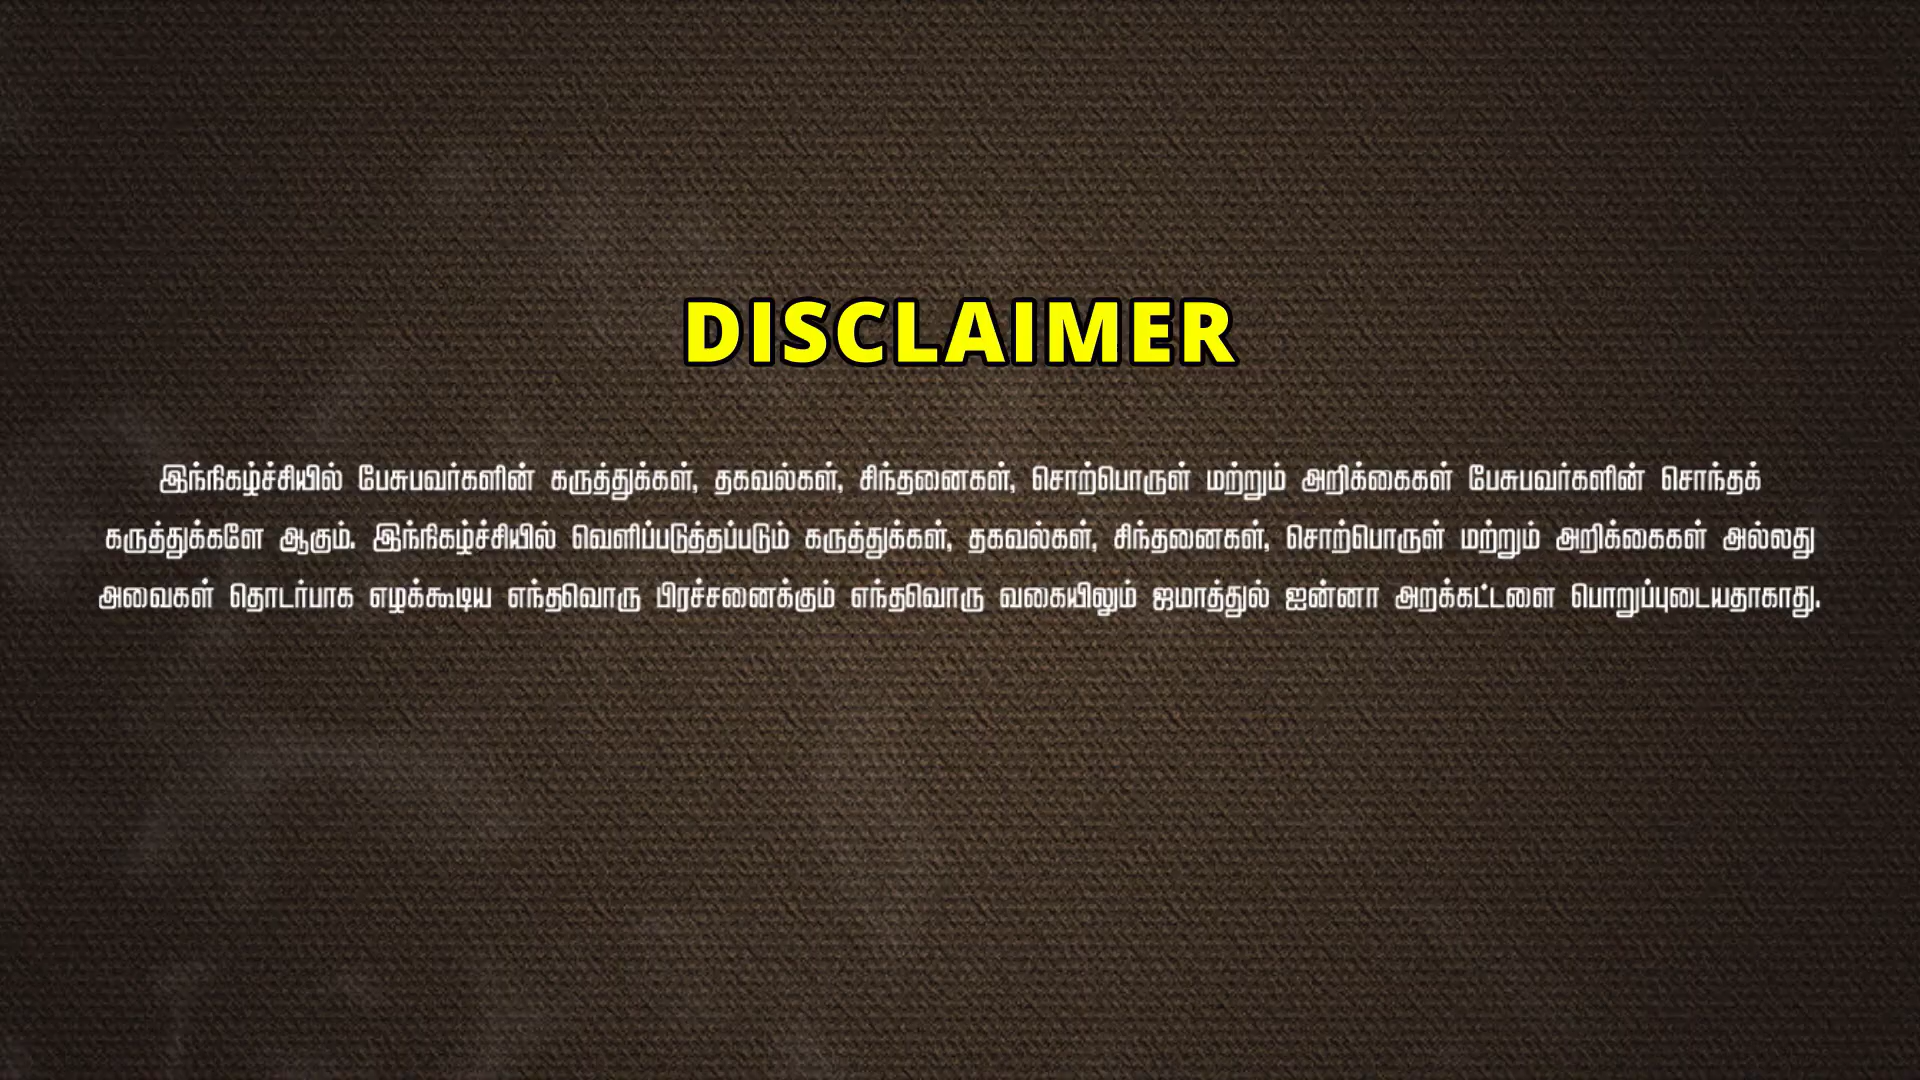 DISCLAIMER
இந்நிகழ்ச்சியில் பேசுபவர்களின் கருத்துக்கள், தகவல்கள், சிந்தனைகள், சொற்பொருள் மற்றும் அறிக்கைகள் பேசுபவர்களின் சொந்தக்
கருத்துக்களே ஆகும். இந்நிகழ்ச்சியில் வெளிப்படுத்தப்படும் கருத்துக்கள், தகவல்கள், சிந்தனைகள், சொற்பொருள் மற்றும் அறிக்கைகள் அல்லது
அவைகள் தொடர்பாக எழக்கூடிய எந்தவொரு பிரச்சனைக்கும் எந்தவொரு வகையிலும் ஜமாத்துல் ஐன்னா அறக்கட்டளை பொறுப்புடையதாகாது.